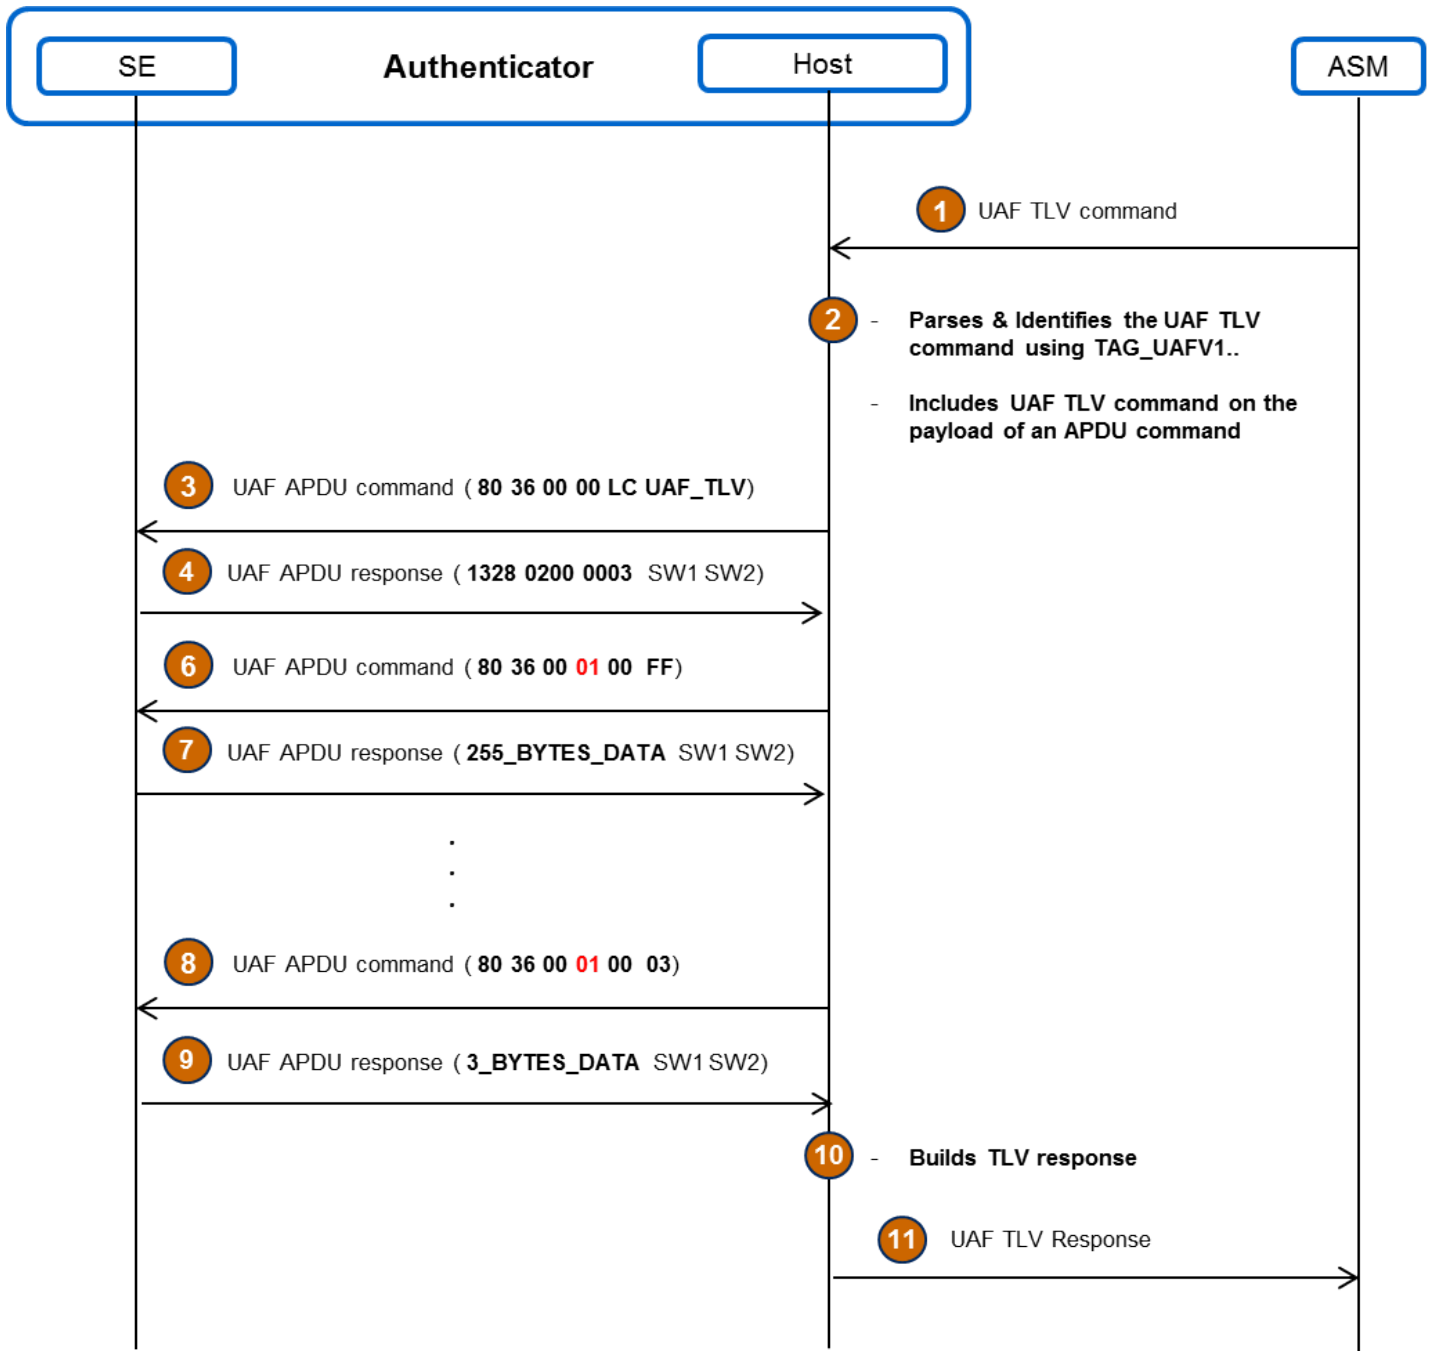 SE
Authenticator
Host
ASM
1 UAF TLV command
2 - Parses & Identifies the UAF TLV
command using TAG_UAFV1..
- Includes UAF TLV command on the
payload of an APDU command
3 UAF APDU command ( 80 36 00 00 LC UAF_TLV)
4 UAF APDU response ( 1328 0200 0003 SW1 SW2)
6 UAF APDU command ( 80 36 00 01 00 FF)
7 UAF APDU response ( 255_BYTES_DATA SW1 SW2)
.
.
.
8 UAF APDU command ( 80 36 00 01 00 03)
9 UAF APDU response ( 3_BYTES_DATA SW1 SW2)
10 - Builds TLV response
11 UAF TLV Response